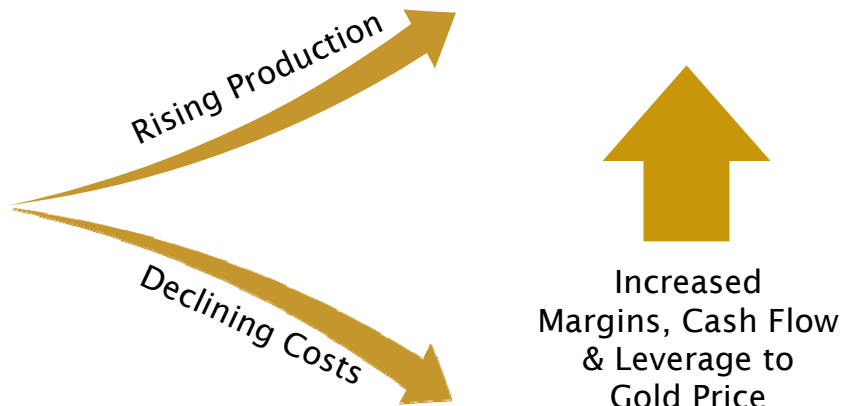 Rising Production
Declining Costs
Increased
Margins, Cash Flow
& Leverage to
Gold Price